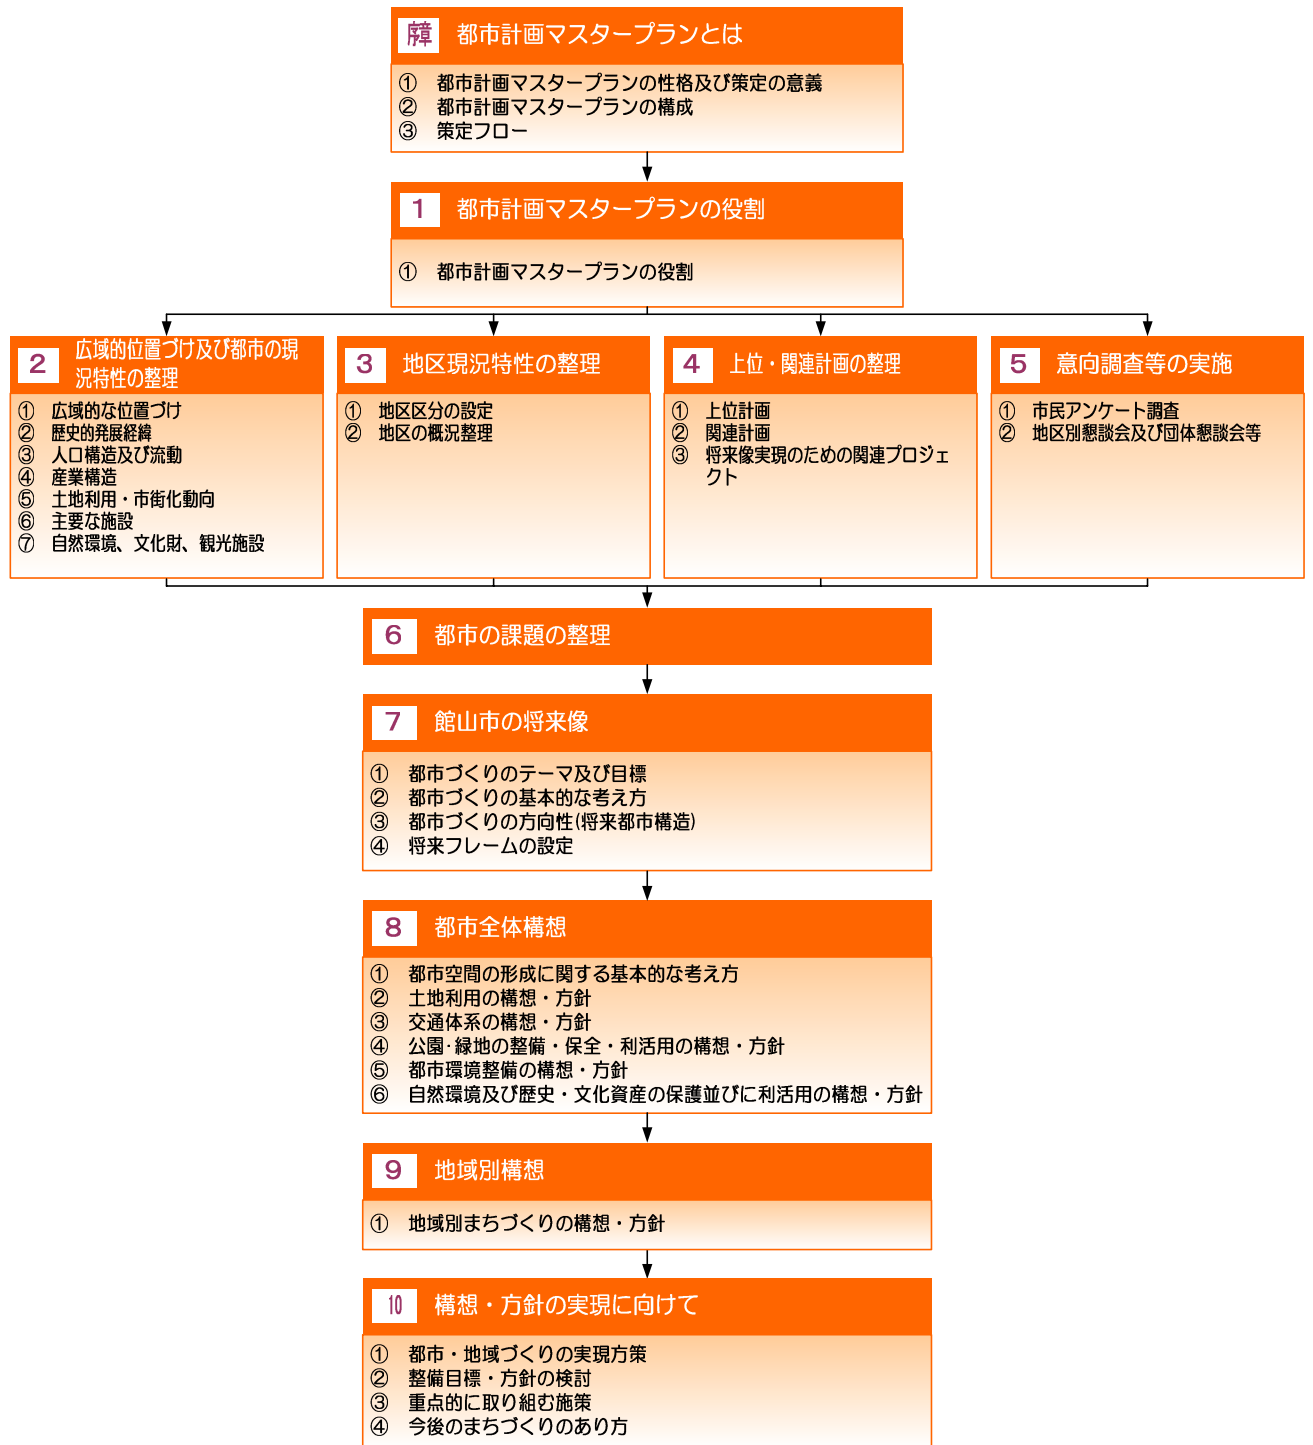 序章 都市計画マスタープランとは
① 都市計画マスタープランの性格及び策定の意義
② 都市計画マスタープランの構成
③ 策定フロー
1 都市計画マスタープランの役割
① 都市計画マスタープランの役割
2 広域的位置づけ及び都市の現
況特性の整理
① 広域的な位置づけ
② 歴史的発展経緯
③ 人口構造及び流動
④ 産業構造
⑤ 土地利用・市街化動向
⑥ 主要な施設
⑦ 自然環境、文化財、観光施設
3 地区現況特性の整理
① 地区区分の設定
② 地区の概況整理
4 上位・関連計画の整理
① 上位計画
② 関連計画
③ 将来像実現のための関連プロジェ
クト
5 意向調査等の実施
① 市民アンケート調査
② 地区別懇談会及び団体懇談会等
6 都市の課題の整理
7 館山市の将来像
① 都市づくりのテーマ及び目標
② 都市づくりの基本的な考え方
③ 都市づくりの方向性(将来都市構造)
④ 将来フレームの設定
8 都市全体構想
① 都市空間の形成に関する基本的な考え方
② 土地利用の構想・方針
③ 交通体系の構想・方針
④ 公園･緑地の整備・保全・利活用の構想・方針
⑤ 都市環境整備の構想・方針
⑥ 自然環境及び歴史・文化資産の保護並びに利活用の構想・方針
9 地域別構想
① 地域別まちづくりの構想・方針
10 構想・方針の実現に向けて
① 都市・地域づくりの実現方策
② 整備目標・方針の検討
③ 重点的に取り組む施策
④ 今後のまちづくりのあり方